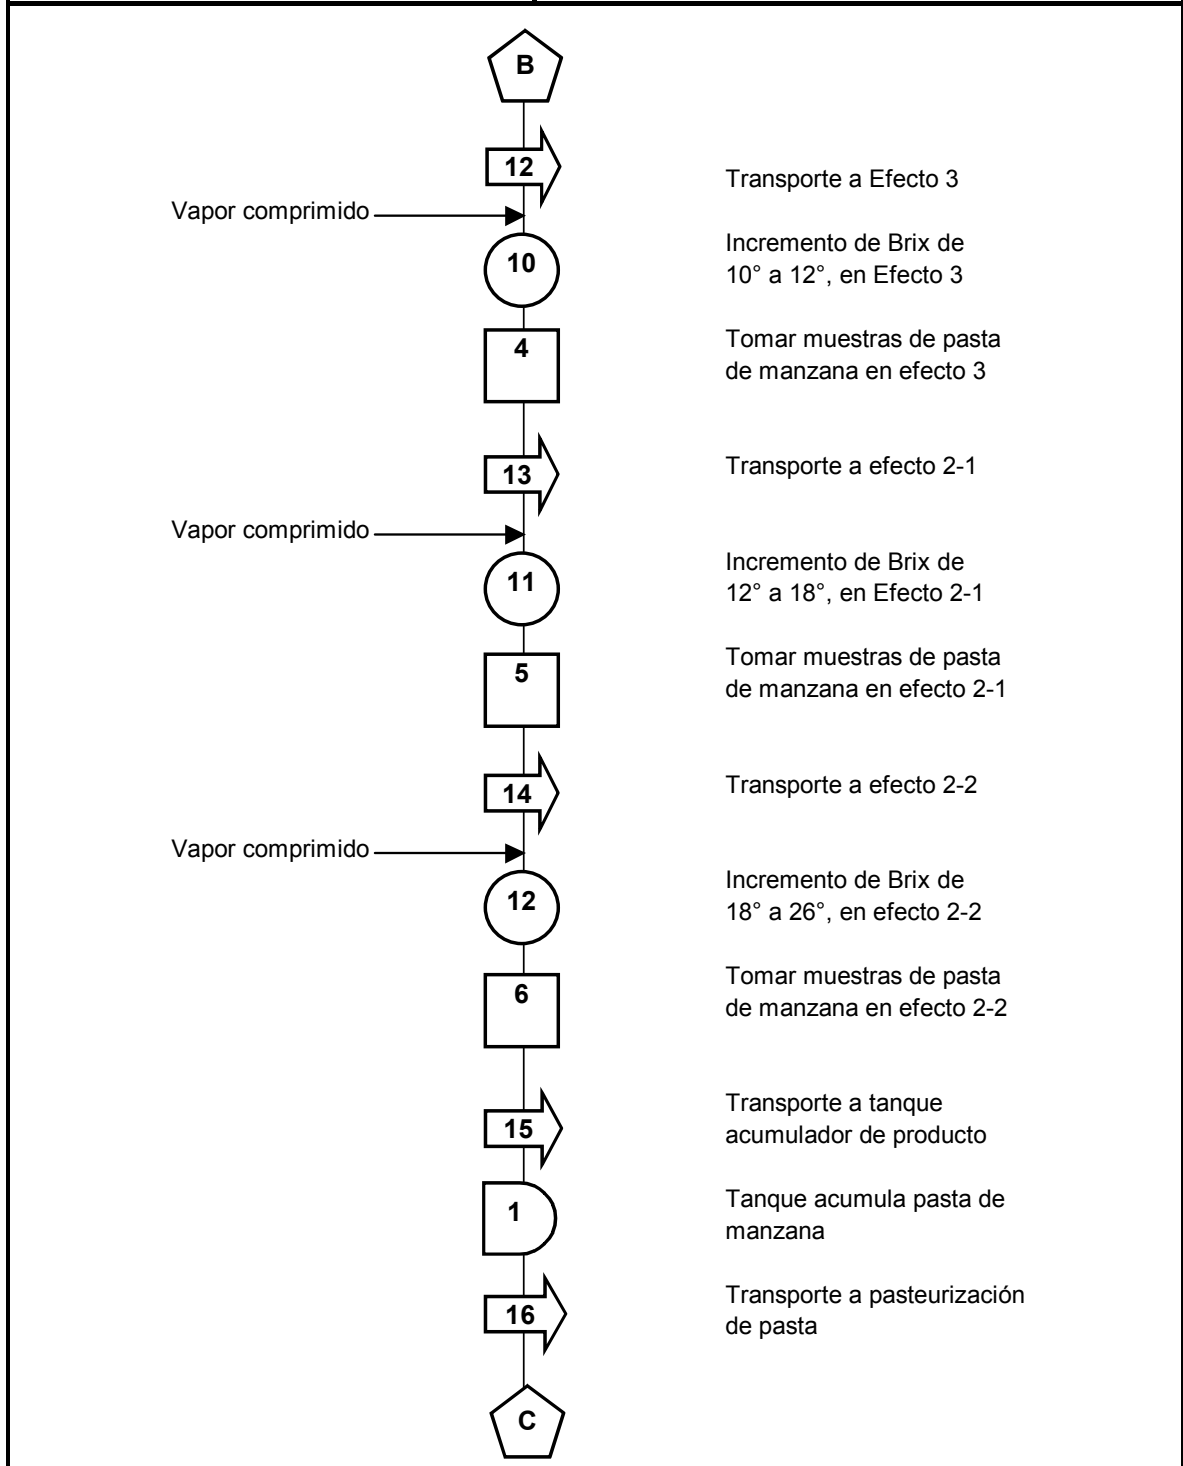 B
12
Transporte a Efecto 3
Vapor comprimido
10
Incremento de Brix de
10° a 12°, en Efecto 3
4
Tomar muestras de pasta
de manzana en efecto 3
13
Transporte a efecto 2-1
Vapor comprimido
11
Incremento de Brix de
12° a 18°, en Efecto 2-1
5
Tomar muestras de pasta
de manzana en efecto 2-1
14
Transporte a efecto 2-2
Vapor comprimido
12
Incremento de Brix de
18° a 26°, en efecto 2-2
6
Tomar muestras de pasta
de manzana en efecto 2-2
15
Transporte a tanque
acumulador de producto
1
Tanque acumula pasta de
manzana
16
Transporte a pasteurización
de pasta
C